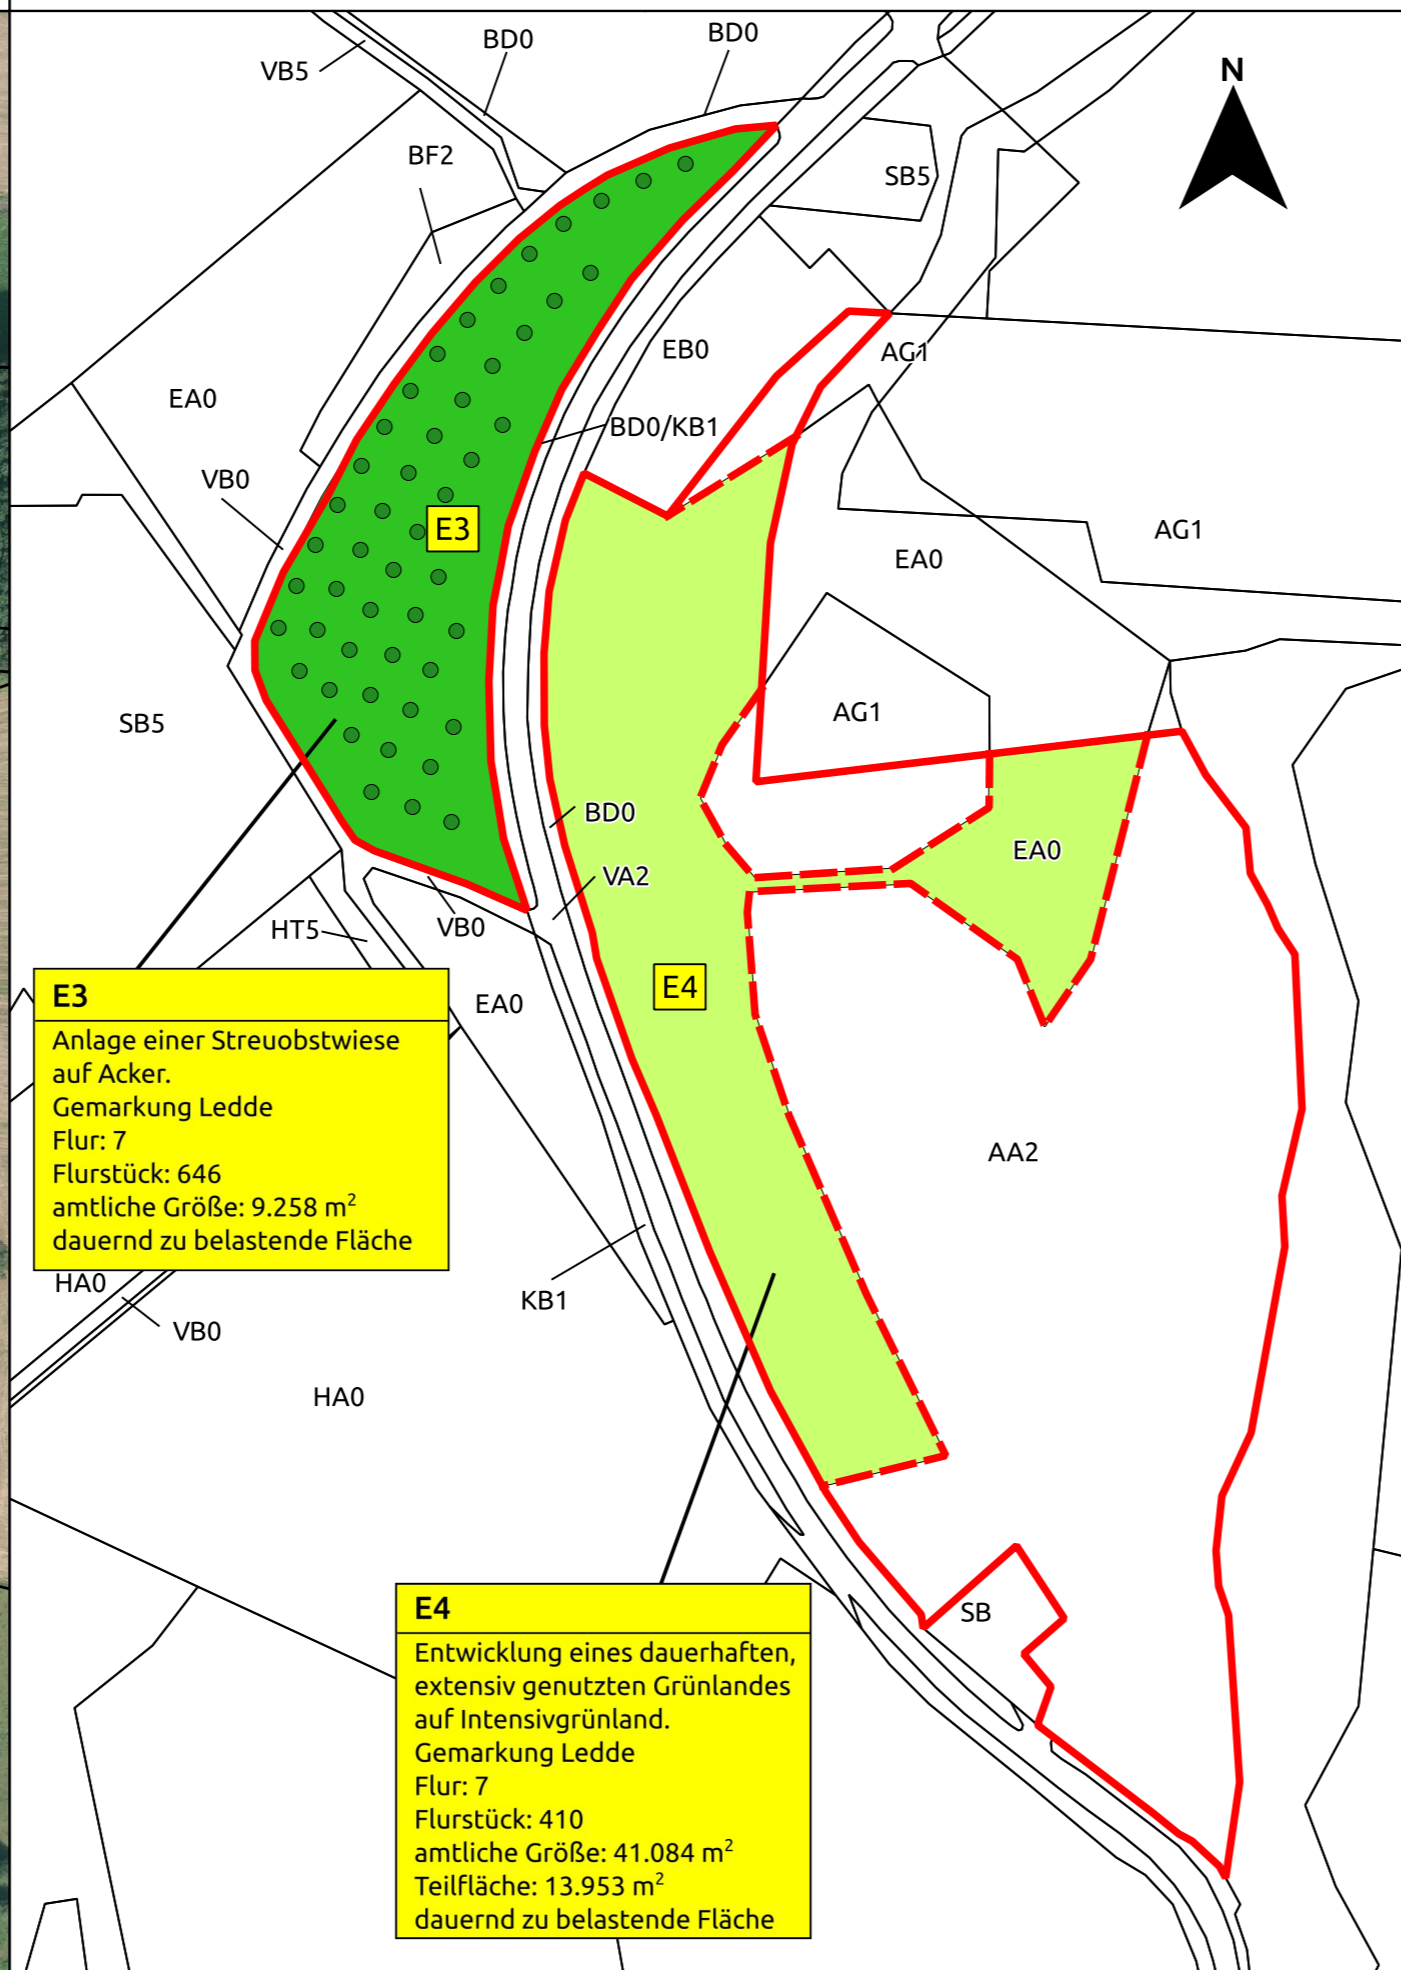 BD0
BD0
VB5
N
BF2
SB5
EB0
AG1
EA0
BD0/KB1
VB0
E3
AG1
EA0
SB5
AG1
BD0
EA0
VA2
HT5
VB0
E4
EA0
E3
Anlage einer Streuobstwiese
auf Acker.
Gemarkung Ledde
Flur: 7
Flurstück: 646
amtliche Größe: 9.258 m²
dauernd zu belastende Fläche
AA2
HA0
KB1
VB0
HA0
SB
E4
Entwicklung eines dauerhaften,
extensiv genutzten Grünlandes
auf Intensivgrünland.
Gemarkung Ledde
Flur: 7
Flurstück: 410
amtliche Größe: 41.084 m²
Teilfläche: 13.953 m²
dauernd zu belastende Fläche